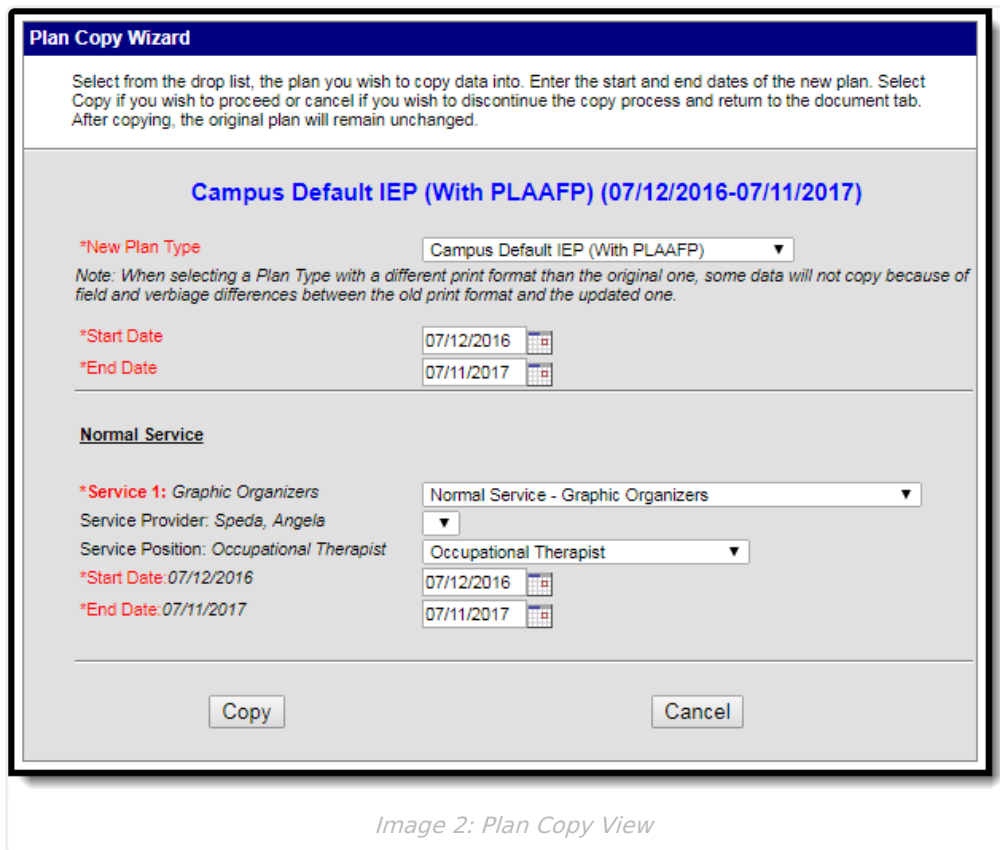 Plan Copy Wizard
Select from the drop list, the plan you wish to copy data into. Enter the start and end dates of the new plan. Select
Copy if you wish to proceed or cancel if you wish to discontinue the copy process and return to the document tab.
After copying, the original plan will remain unchanged.
Campus Default IEP (With PLAAFP) (07/12/2016-07/11/2017)
*New Plan Type Campus Default IEP (With PLAAFP)
Note: When selecting a Plan Type with a different print format than the original one, some data will not copy because of
field and verbiage differences between the old print format and the updated one.
*Start Date 07/12/2016
*End Date 07/11/2017
Normal Service
*Service 1: Graphic Organizers Normal Service - Graphic Organizers
Service Provider: Speda, Angela
Service Position: Occupational Therapist Occupational Therapist
*Start Date:07/12/2016 07/12/2016
*End Date:07/11/2017 07/11/2017
Copy Cancel
Image 2: Plan Copy View